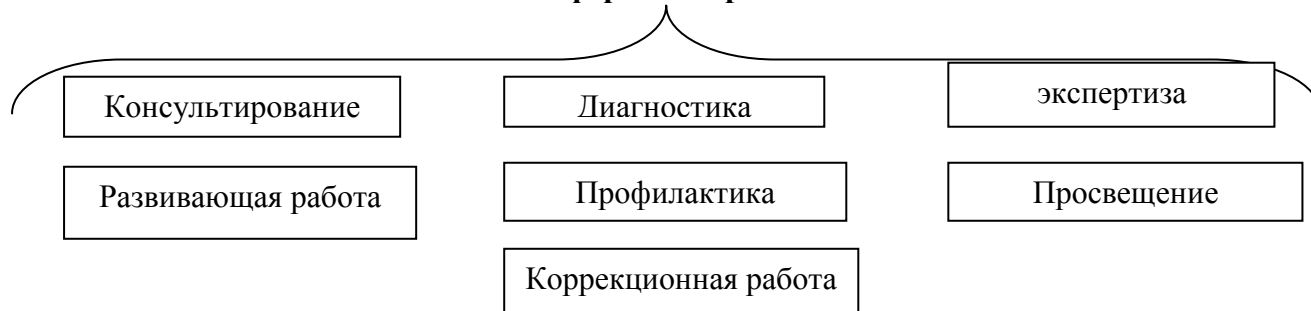 Консультирование
Диагностика
экспертиза
Развивающая работа
Профилактика
Просвещение
Коррекционная работа